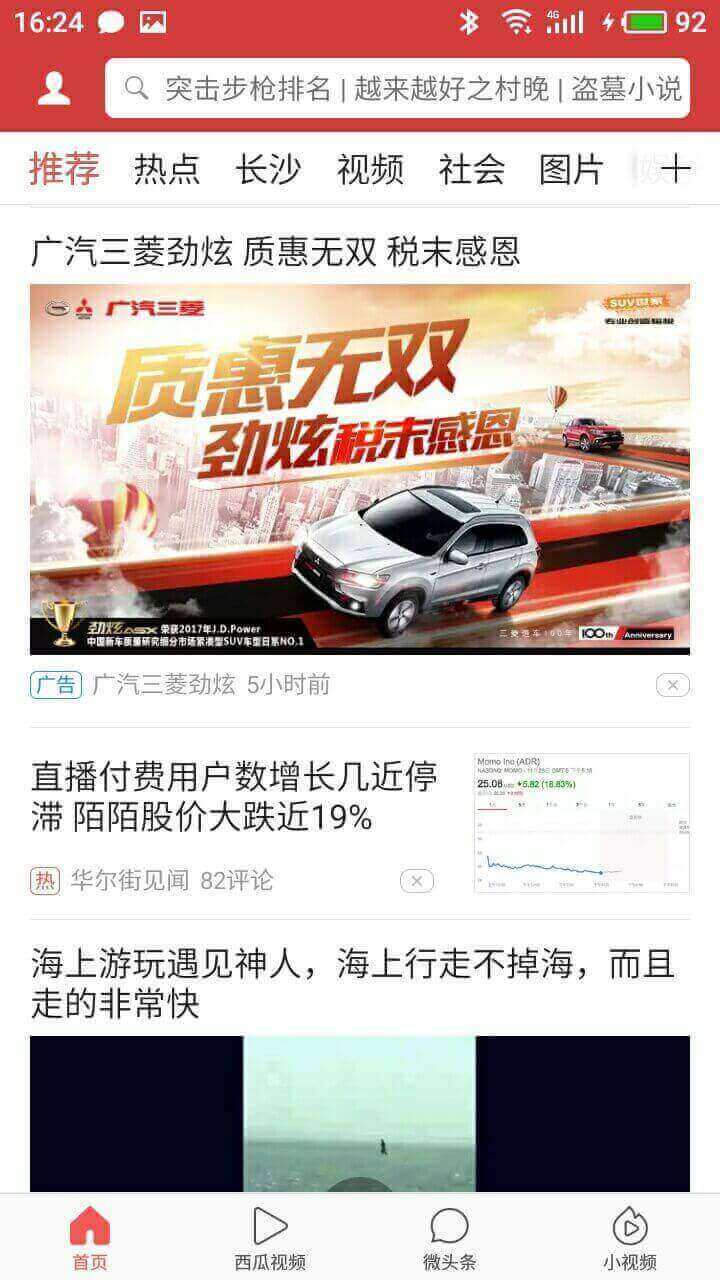 16:24
4G
92
突击步枪排名 | 越来越好之村晚 | 盗墓小说
推荐 热点 长沙 视频 社会 图片
广汽三菱劲炫 质惠无双 税末感恩
广汽三菱
SUV世家
专业创造极致
质惠无双
劲炫税末感恩
劲炫ASX 荣获2017年J.D.Power
中国新车质量研究细分市场紧凑型SUV车型日系NO.1
三菱汽车100年 100th Anniversary
广告 广汽三菱劲炫 5小时前
直播付费用户数增长几近停
滞 陌陌股价大跌近19%
热 华尔街见闻 82评论
Momo Inc (ADR)
25.08 USD 5.82 (18.83%)
海上游玩遇见神人，海上行走不掉海，而且
走的非常快
首页 西瓜视频 微头条 小视频